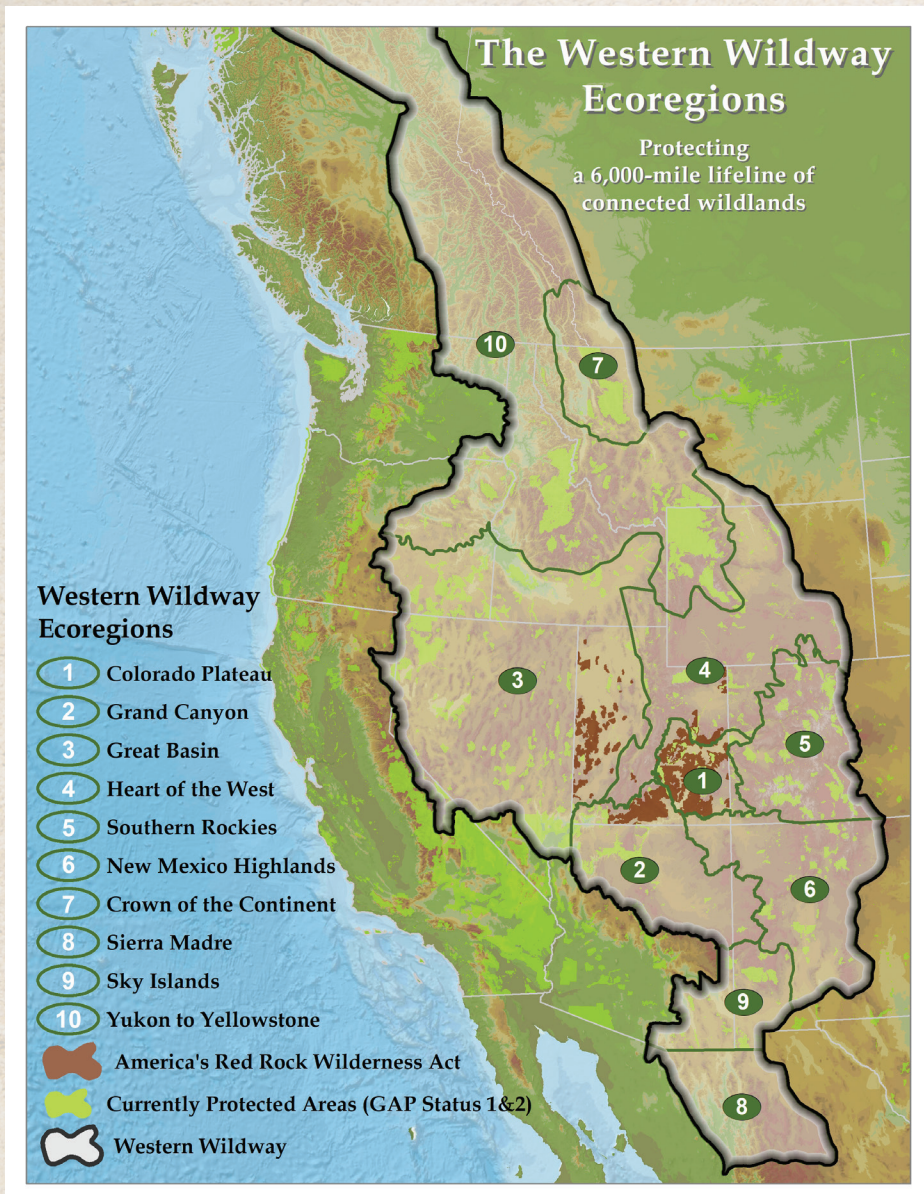 The Western Wildway
Ecoregions
Protecting
a 6,000-mile lifeline of
connected wildlands
10
7
3
4
5
1
2
6
9
8
Western Wildway
Ecoregions
1 Colorado Plateau
2 Grand Canyon
3 Great Basin
4 Heart of the West
5 Southern Rockies
6 New Mexico Highlands
7 Crown of the Continent
8 Sierra Madre
9 Sky Islands
10 Yukon to Yellowstone
America's Red Rock Wilderness Act
Currently Protected Areas (GAP Status 1&2)
Western Wildway